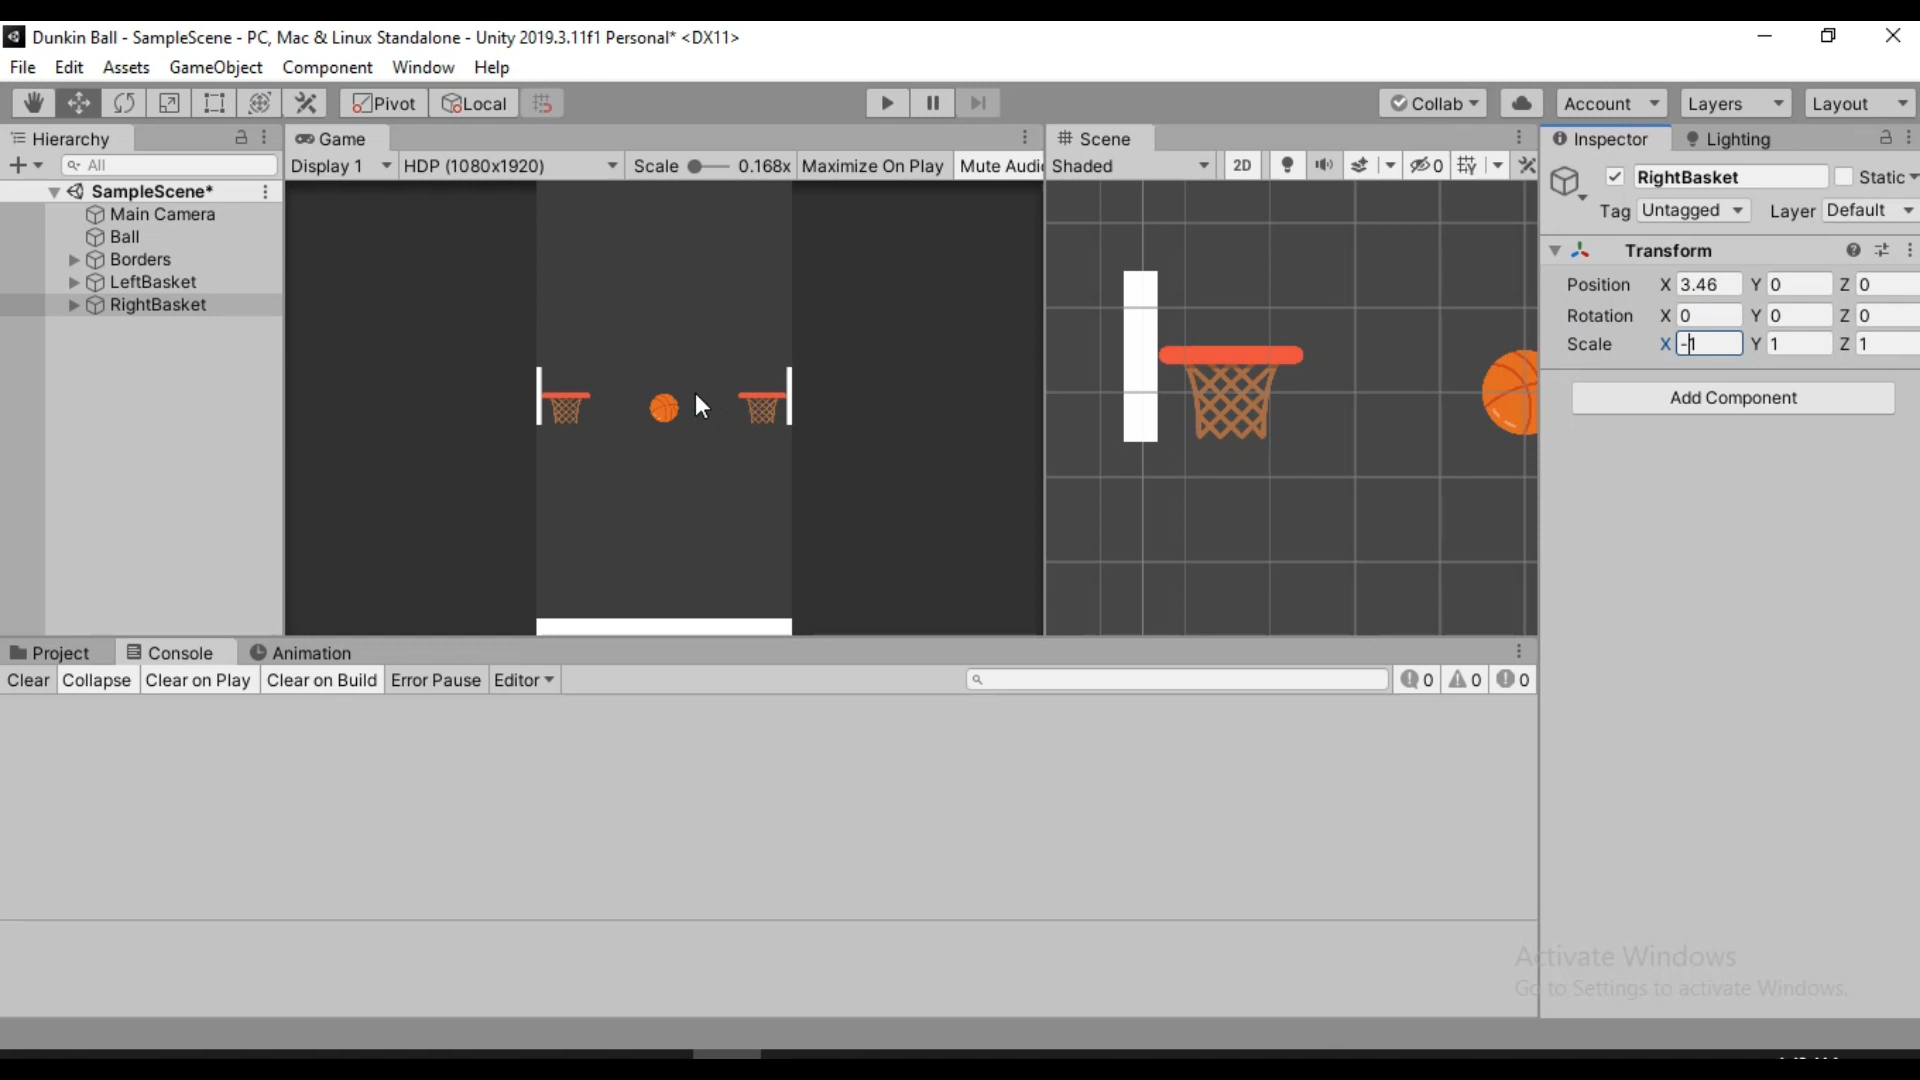 Dunkin Ball - SampleScene - PC, Mac & Linux Standalone - Unity 2019.3.11f1 Personal* <DX11>
File Edit Assets GameObject Component Window Help
Pivot Local Collab Account Layers Layout
Hierarchy Game Scene Inspector Lighting
All Display 1 HDP (1080x1920) Scale 0.168x Maximize On Play Mute Audi Shaded 2D 0
RightBasket Static
SampleScene*
Main Camera
Tag Untagged Layer Default
Ball
Transform
Borders
LeftBasket
Position X 3.46 Y 0 Z 0
RightBasket
Rotation X 0 Y 0 Z 0
Scale X -1 Y 1 Z 1
Add Component
Project Console Animation
Clear Collapse Clear on Play Clear on Build Error Pause Editor 0 0 0
Activate Windows
Go to Settings to activate Windows.